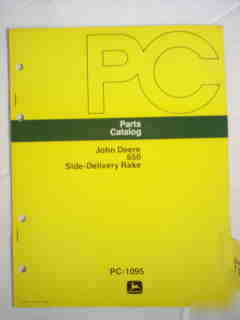 PC
Parts
Catalog
John Deere
650
Side-Delivery Rake
PC-1095